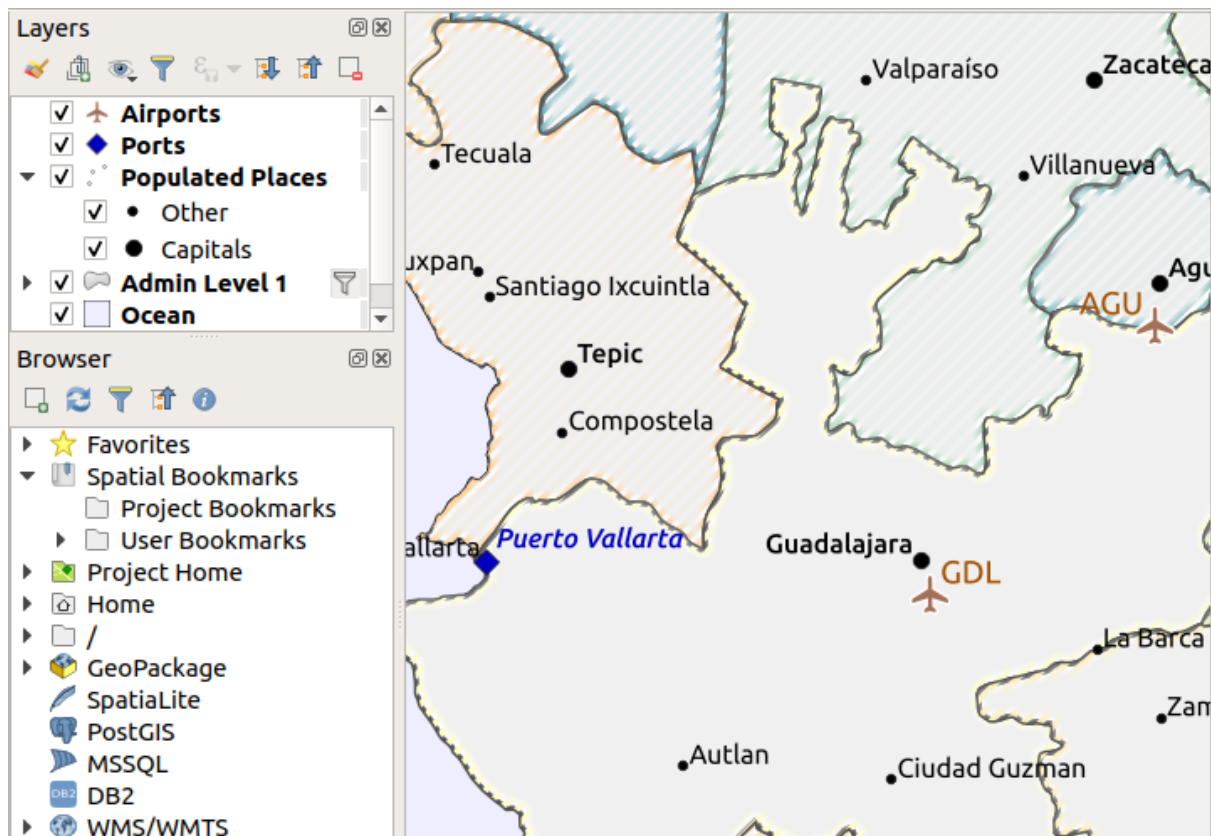 Layers
Airports
Ports
Populated Places
Other
Capitals
Admin Level 1
Ocean
Browser
Favorites
Spatial Bookmarks
Project Bookmarks
User Bookmarks
Project Home
Home
/
GeoPackage
SpatiaLite
PostGIS
MSSQL
DB2
DB2
WMS/WMTS
Valparaíso
Zacateca
Tecuala
Villanueva
uxpan
Santiago Ixcuintla
Agu
AGU
Tepic
Compostela
allarta
Puerto Vallarta
Guadalajara
GDL
La Barca
Zam
Autlan
Ciudad Guzman